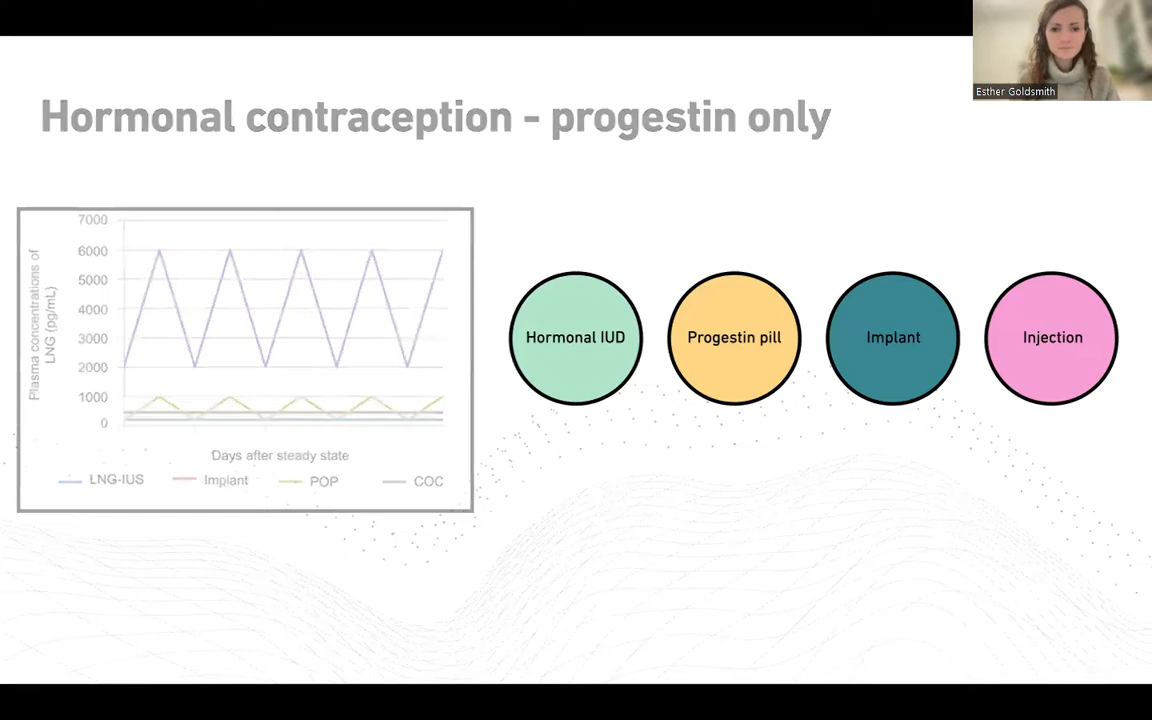 Esther Goldsmith
Hormonal contraception - progestin only
Plasma concentrations of
LNG (pg/mL)
7000
6000
5000
4000
3000
2000
1000
0
Days after steady state
LNG-IUS
Implant
POP
COC
Hormonal IUD
Progestin pill
Implant
Injection